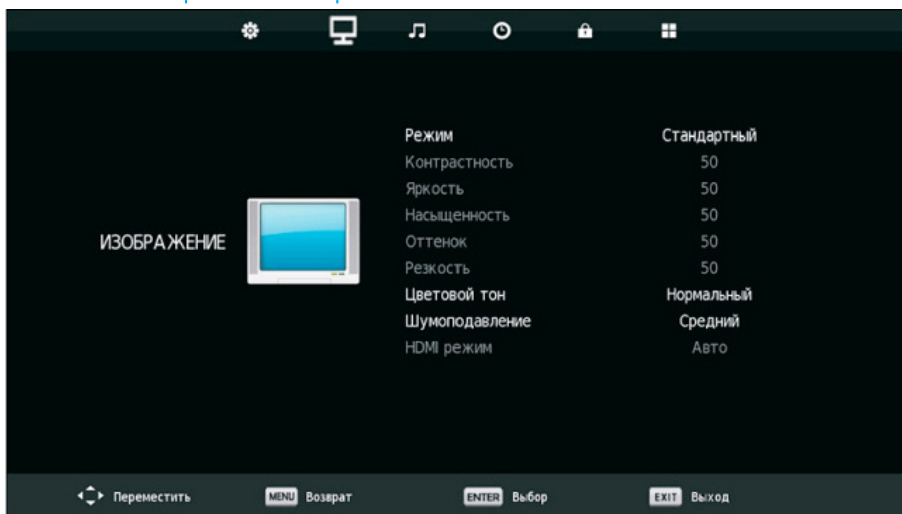 Режим Стандартный
Контрастность 50
Яркость 50
Насыщенность 50
ИЗОБРАЖЕНИЕ
Оттенок 50
Резкость 50
Цветовой тон Нормальный
Шумоподавление Средний
HDMI режим Авто
Переместить MENU Возврат ENTER Выбор EXIT Выход